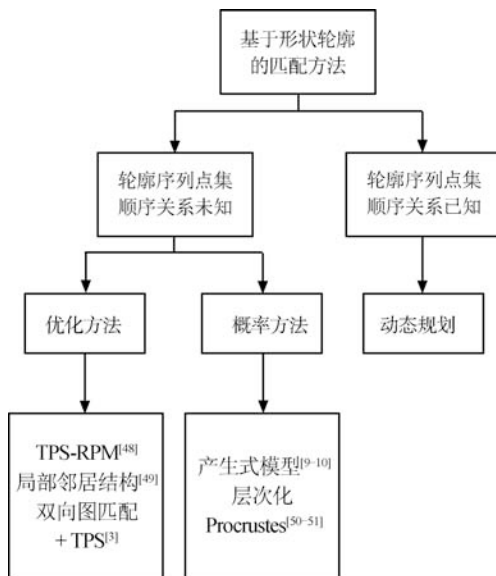 基于形状轮廓
的匹配方法
轮廓序列点集
顺序关系未知
轮廓序列点集
顺序关系已知
优化方法
概率方法
动态规划
TPS-RPM[48]
局部邻居结构[49]
双向图匹配
+ TPS[3]
产生式模型[9-10]
层次化
Procrustes[50-51]